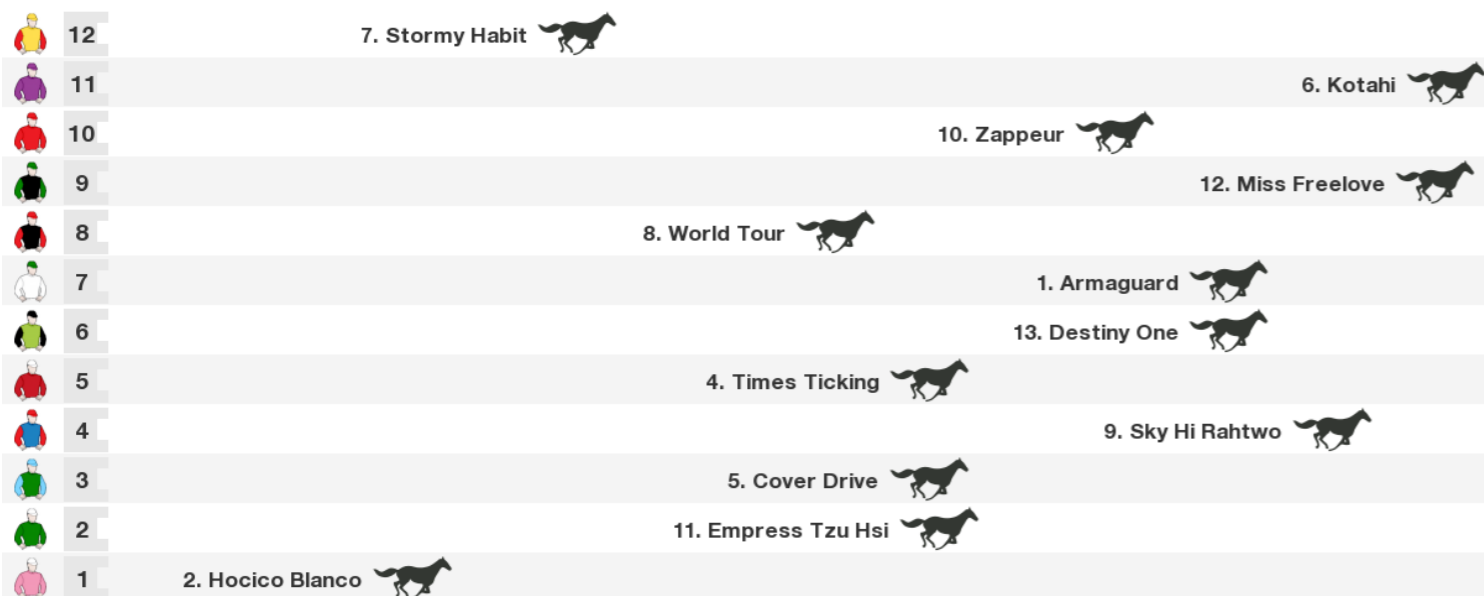 12 7. Stormy Habit
11 6. Kotahi
10 10. Zappeur
9 12. Miss Freelove
8 8. World Tour
7 1. Armaguard
6 13. Destiny One
5 4. Times Ticking
4 9. Sky Hi Rahtwo
3 5. Cover Drive
2 11. Empress Tzu Hsi
1 2. Hocico Blanco